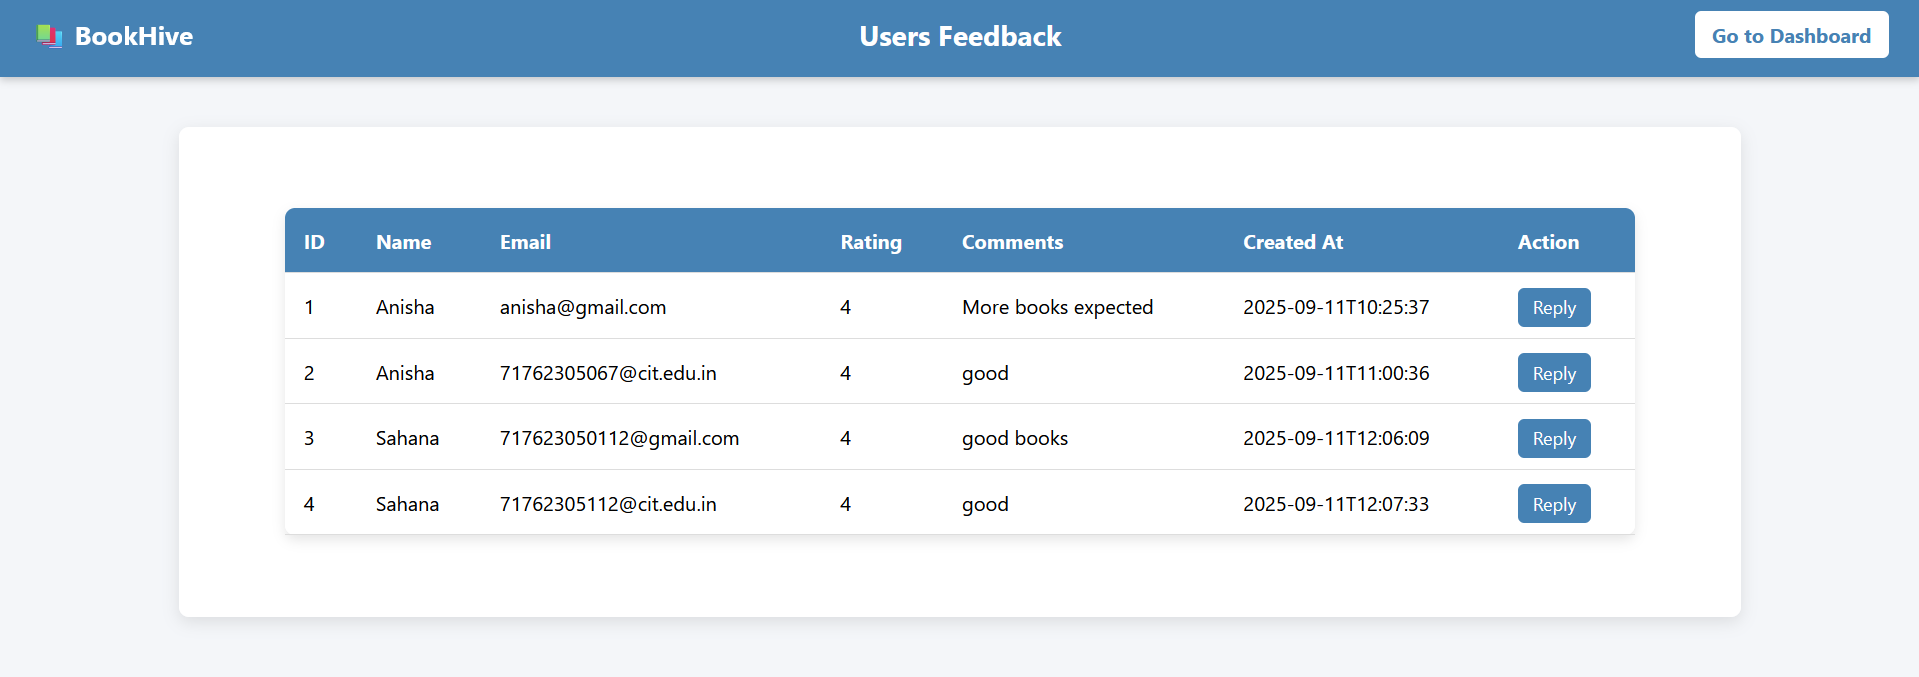 BookHive Users Feedback Go to Dashboard
ID Name Email Rating Comments Created At Action
1 Anisha anisha@gmail.com 4 More books expected 2025-09-11T10:25:37 Reply
2 Anisha 71762305067@cit.edu.in 4 good 2025-09-11T11:00:36 Reply
3 Sahana 717623050112@gmail.com 4 good books 2025-09-11T12:06:09 Reply
4 Sahana 71762305112@cit.edu.in 4 good 2025-09-11T12:07:33 Reply